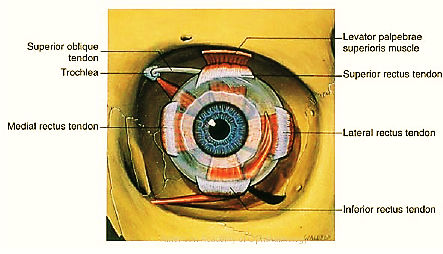 Superior oblique
tendon
Trochlea
Medial rectus tendon
Levator palpebrae
superioris muscle
Superior rectus tendon
Lateral rectus tendon
Inferior rectus tendon